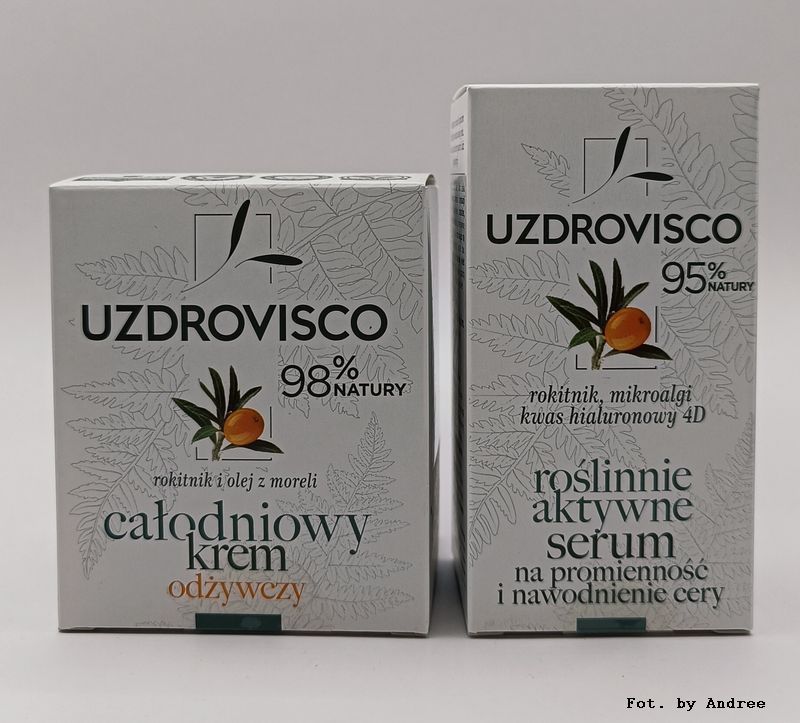 UZDROVISCO
98%
NATURY
rokitnik i olej z moreli
całodniowy
krem
odżywczy
UZDROVISCO
95%
NATURY
rokitnik, mikroalgi
kwas hialuronowy 4D
roślinnie
aktywne
serum
na promienność
i nawodnienie cery
Fot. by Andree